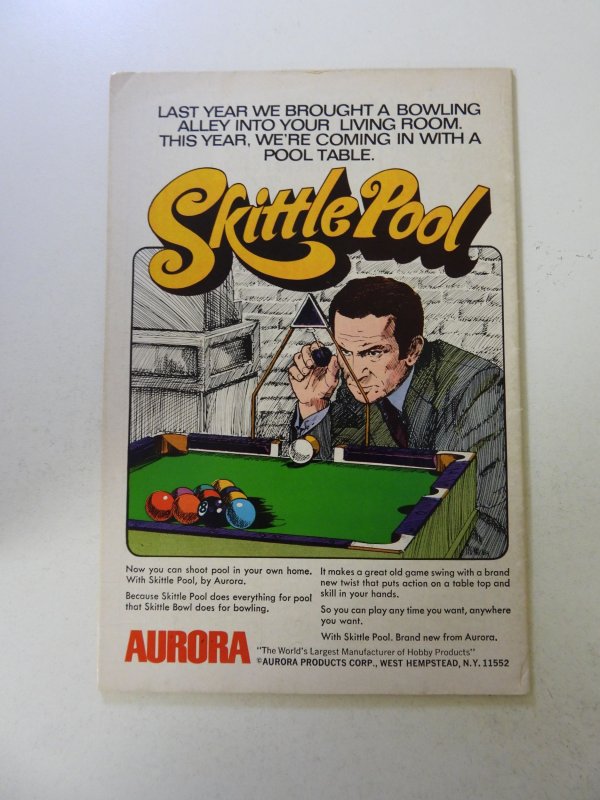 LAST YEAR WE BROUGHT A BOWLING
ALLEY INTO YOUR LIVING ROOM.
THIS YEAR, WE'RE COMING IN WITH A
POOL TABLE.
Skittle Pool
8
Now you can shoot pool in your own home.
With Skittle Pool, by Aurora.
Because Skittle Pool does everything for pool
that Skittle Bowl does for bowling.
It makes a great old game swing with a brand
new twist that puts action on a table top and
skill in your hands.
So you can play any time you want, anywhere
you want.
With Skittle Pool. Brand new from Aurora.
AURORA
"The World's Largest Manufacturer of Hobby Products"
©AURORA PRODUCTS CORP., WEST HEMPSTEAD, N.Y. 11552